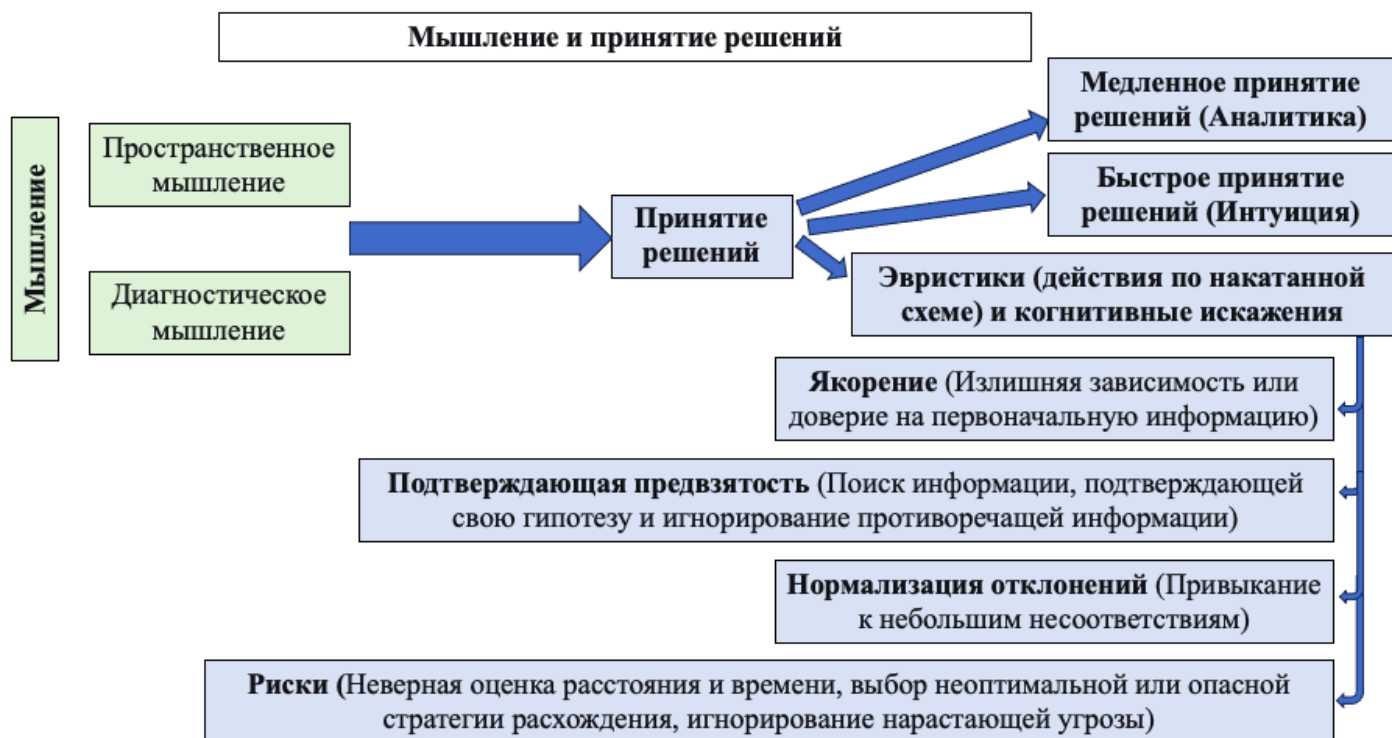 Мышление и принятие решений
Мышление
Пространственное
мышление
Диагностическое
мышление
Принятие
решений
Медленное принятие
решений (Аналитика)
Быстрое принятие
решений (Интуиция)
Эвристики (действия по накатанной
схеме) и когнитивные искажения
Якорение (Излишняя зависимость или
доверие на первоначальную информацию)
Подтверждающая предвзятость (Поиск информации, подтверждающей
свою гипотезу и игнорирование противоречащей информации)
Нормализация отклонений (Привыкание
к небольшим несоответствиям)
Риски (Неверная оценка расстояния и времени, выбор неоптимальной или опасной
стратегии расхождения, игнорирование нарастающей угрозы)